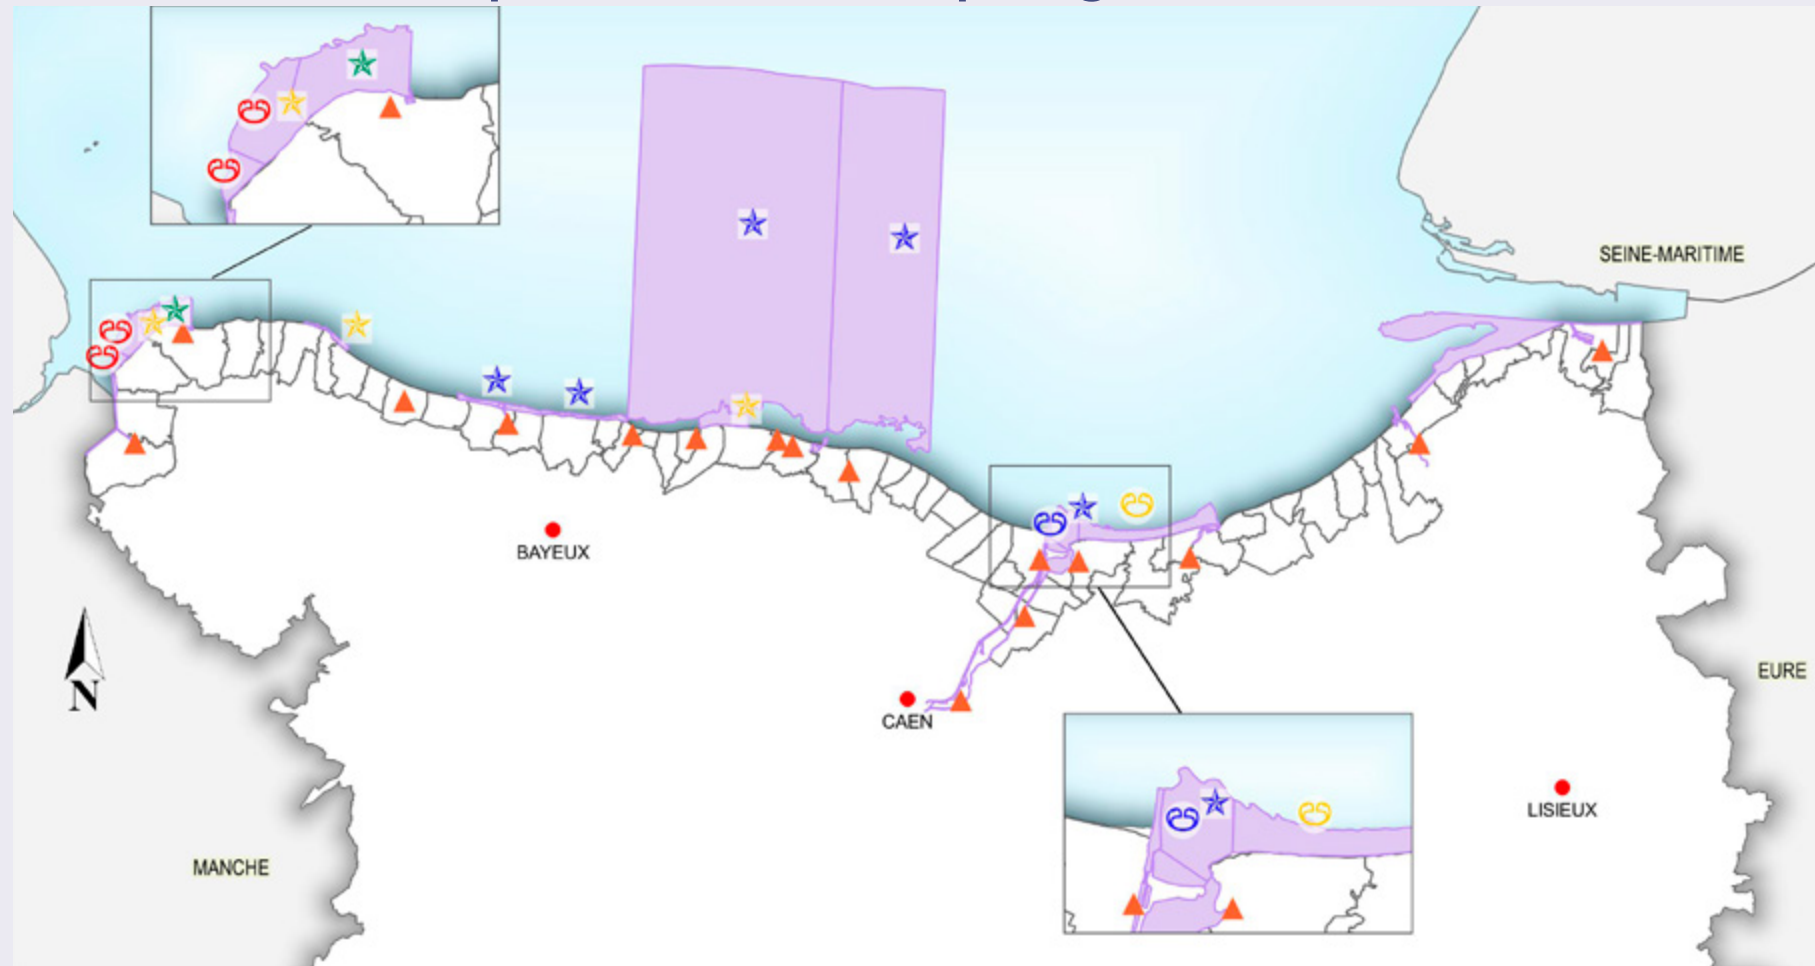 SEINE-MARITIME
BAYEUX
N
EURE
CAEN
LISIEUX
MANCHE